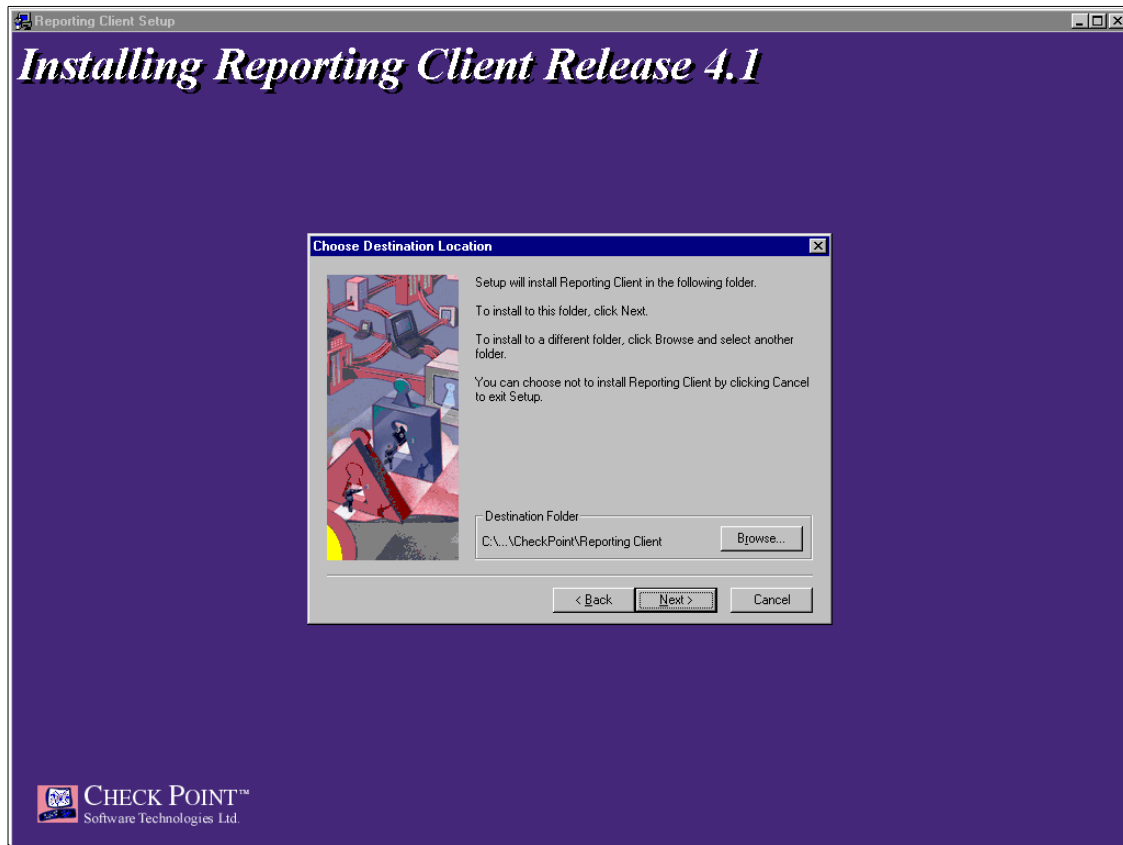 Reporting Client Setup
Installing Reporting Client Release 4.1
Choose Destination Location
Setup will install Reporting Client in the following folder.
To install to this folder, click Next.
To install to a different folder, click Browse and select another
folder.
You can choose not to install Reporting Client by clicking Cancel
to exit Setup.
Destination Folder
C:\...\CheckPoint\Reporting Client
Browse...
< Back
Next >
Cancel
CHECK POINT™
Software Technologies Ltd.